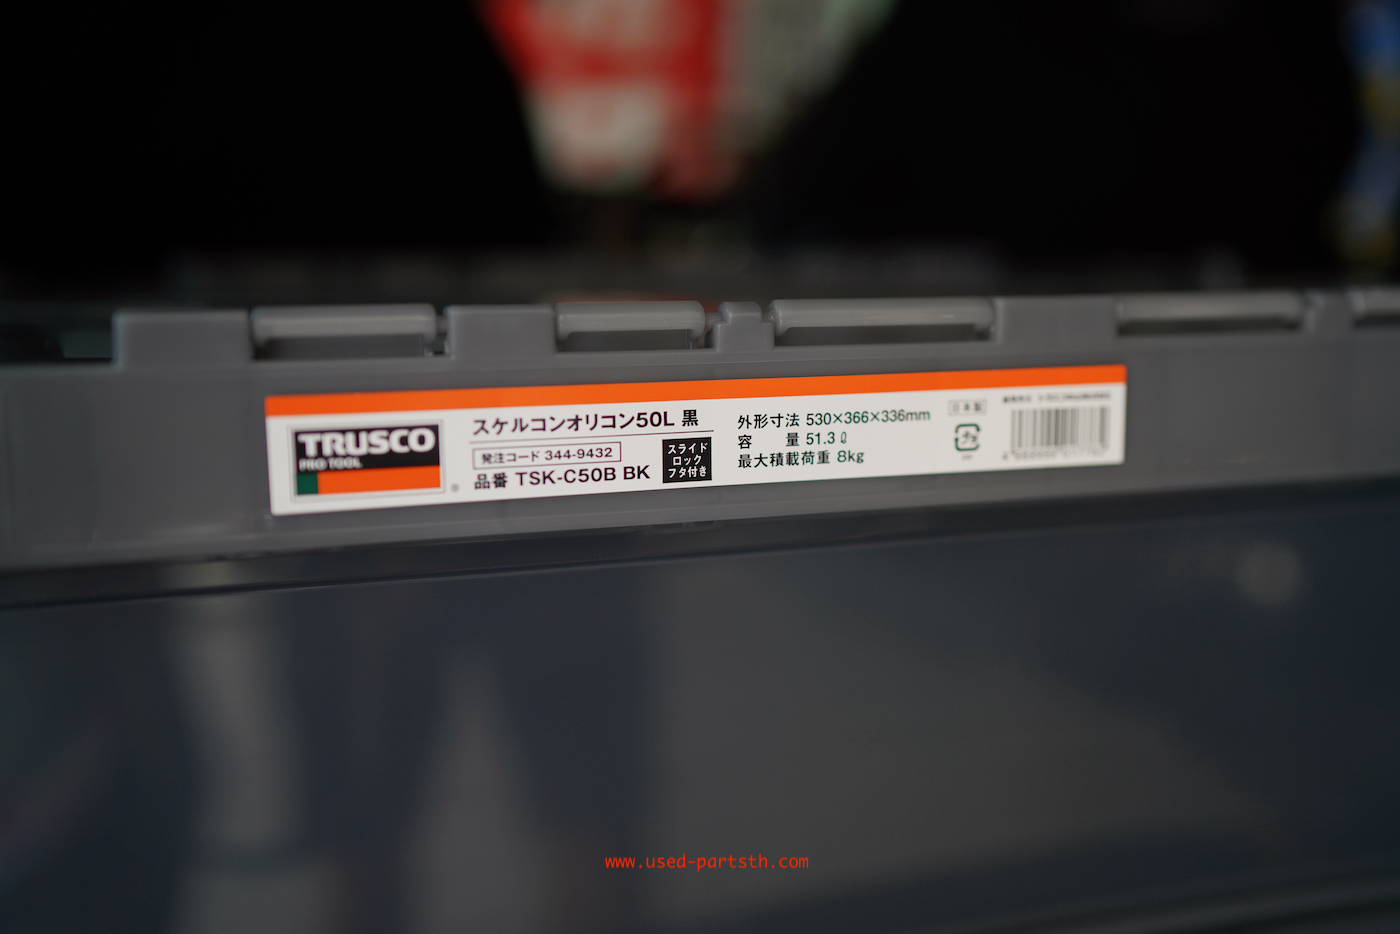 TRUSCO
PRO TOOL
®
スケルコンオリコン50L 黒
発注コード 344-9432
品番 TSK-C50B BK
スライド
ロック
フタ付き
外形寸法 530×366×336mm
容 量 51.3ℓ
最大積載荷重 8kg
日本製
プラ
www.used-partsth.com